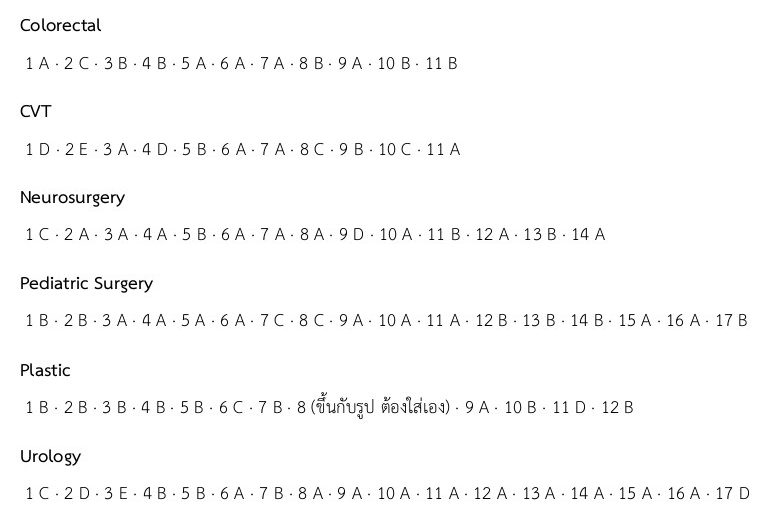 Colorectal
1 A · 2 C · 3 B · 4 B · 5 A · 6 A · 7 A · 8 B · 9 A · 10 B · 11 B
CVT
1 D · 2 E · 3 A · 4 D · 5 B · 6 A · 7 A · 8 C · 9 B · 10 C · 11 A
Neurosurgery
1 C · 2 A · 3 A · 4 A · 5 B · 6 A · 7 A · 8 A · 9 D · 10 A · 11 B · 12 A · 13 B · 14 A
Pediatric Surgery
1 B · 2 B · 3 A · 4 A · 5 A · 6 A · 7 C · 8 C · 9 A · 10 A · 11 A · 12 B · 13 B · 14 B · 15 A · 16 A · 17 B
Plastic
1 B · 2 B · 3 B · 4 B · 5 B · 6 C · 7 B · 8 (ขึ้นกับรูป ต้องใส่เอง) · 9 A · 10 B · 11 D · 12 B
Urology
1 C · 2 D · 3 E · 4 B · 5 B · 6 A · 7 B · 8 A · 9 A · 10 A · 11 A · 12 A · 13 A · 14 A · 15 A · 16 A · 17 D